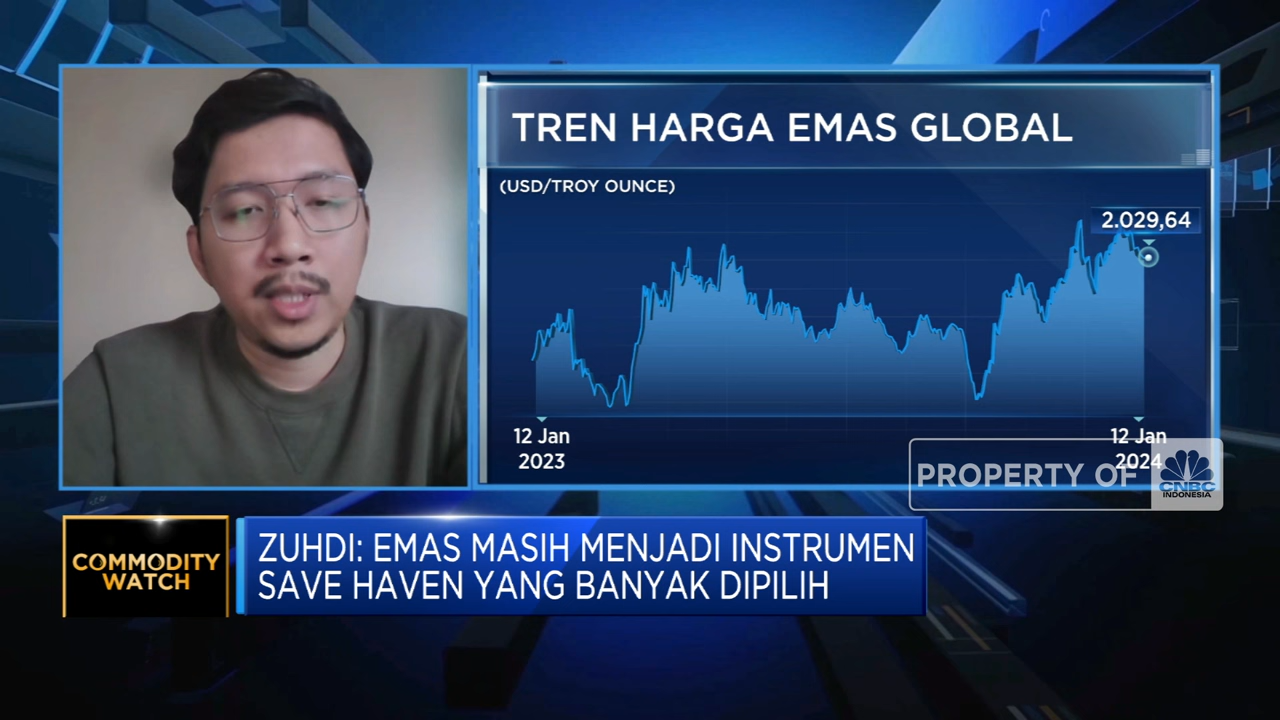 TREN HARGA EMAS GLOBAL
(USD/TROY OUNCE)
2.029,64
12 Jan
2023
12 Jan
2024
PROPERTY OF
CNBC
INDONESIA
COMMODITY
WATCH
ZUHDI: EMAS MASIH MENJADI INSTRUMEN
SAVE HAVEN YANG BANYAK DIPILIH